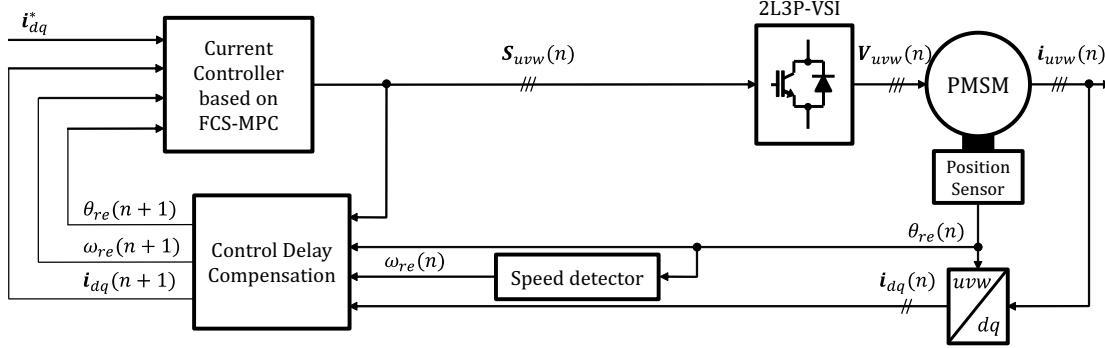 2L3P-VSI
i*dq
Current
Controller
based on
FCS-MPC
Suvw(n)
Vuvw(n)
PMSM
iuvw(n)
Position
Sensor
θre(n + 1)
ωre(n + 1)
idq(n + 1)
Control Delay
Compensation
θre(n)
ωre(n)
Speed detector
idq(n)
uvw
dq